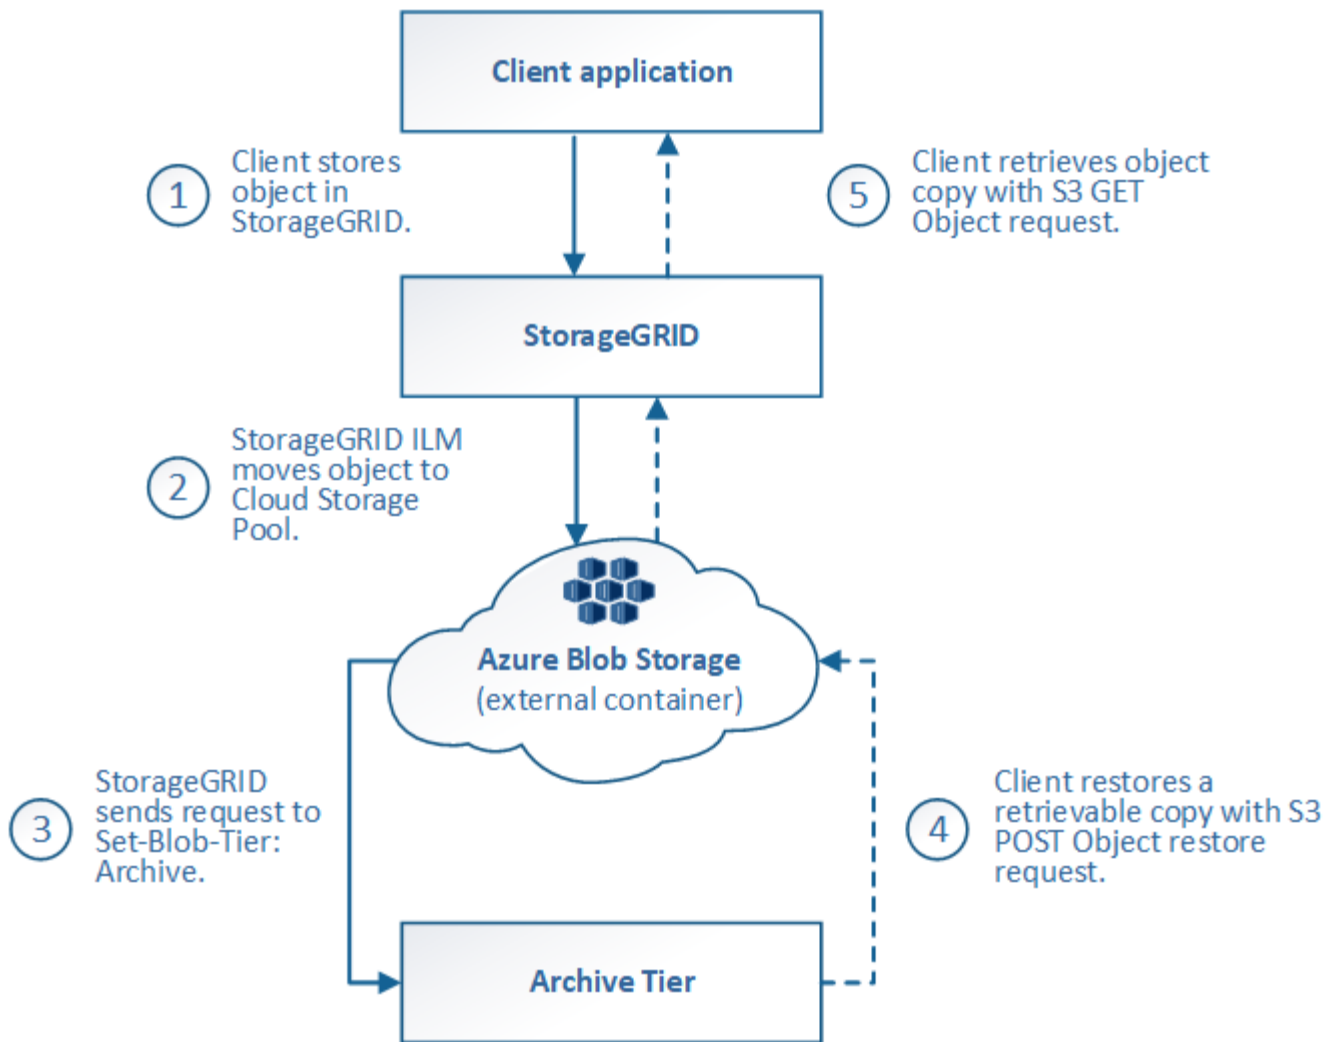 Client application
1
Client stores
object in
StorageGRID.
5
Client retrieves object
copy with S3 GET
Object request.
StorageGRID
2
StorageGRID ILM
moves object to
Cloud Storage
Pool.
Azure Blob Storage
(external container)
3
StorageGRID
sends request to
Set-Blob-Tier:
Archive.
4
Client restores a
retrievable copy with S3
POST Object restore
request.
Archive Tier